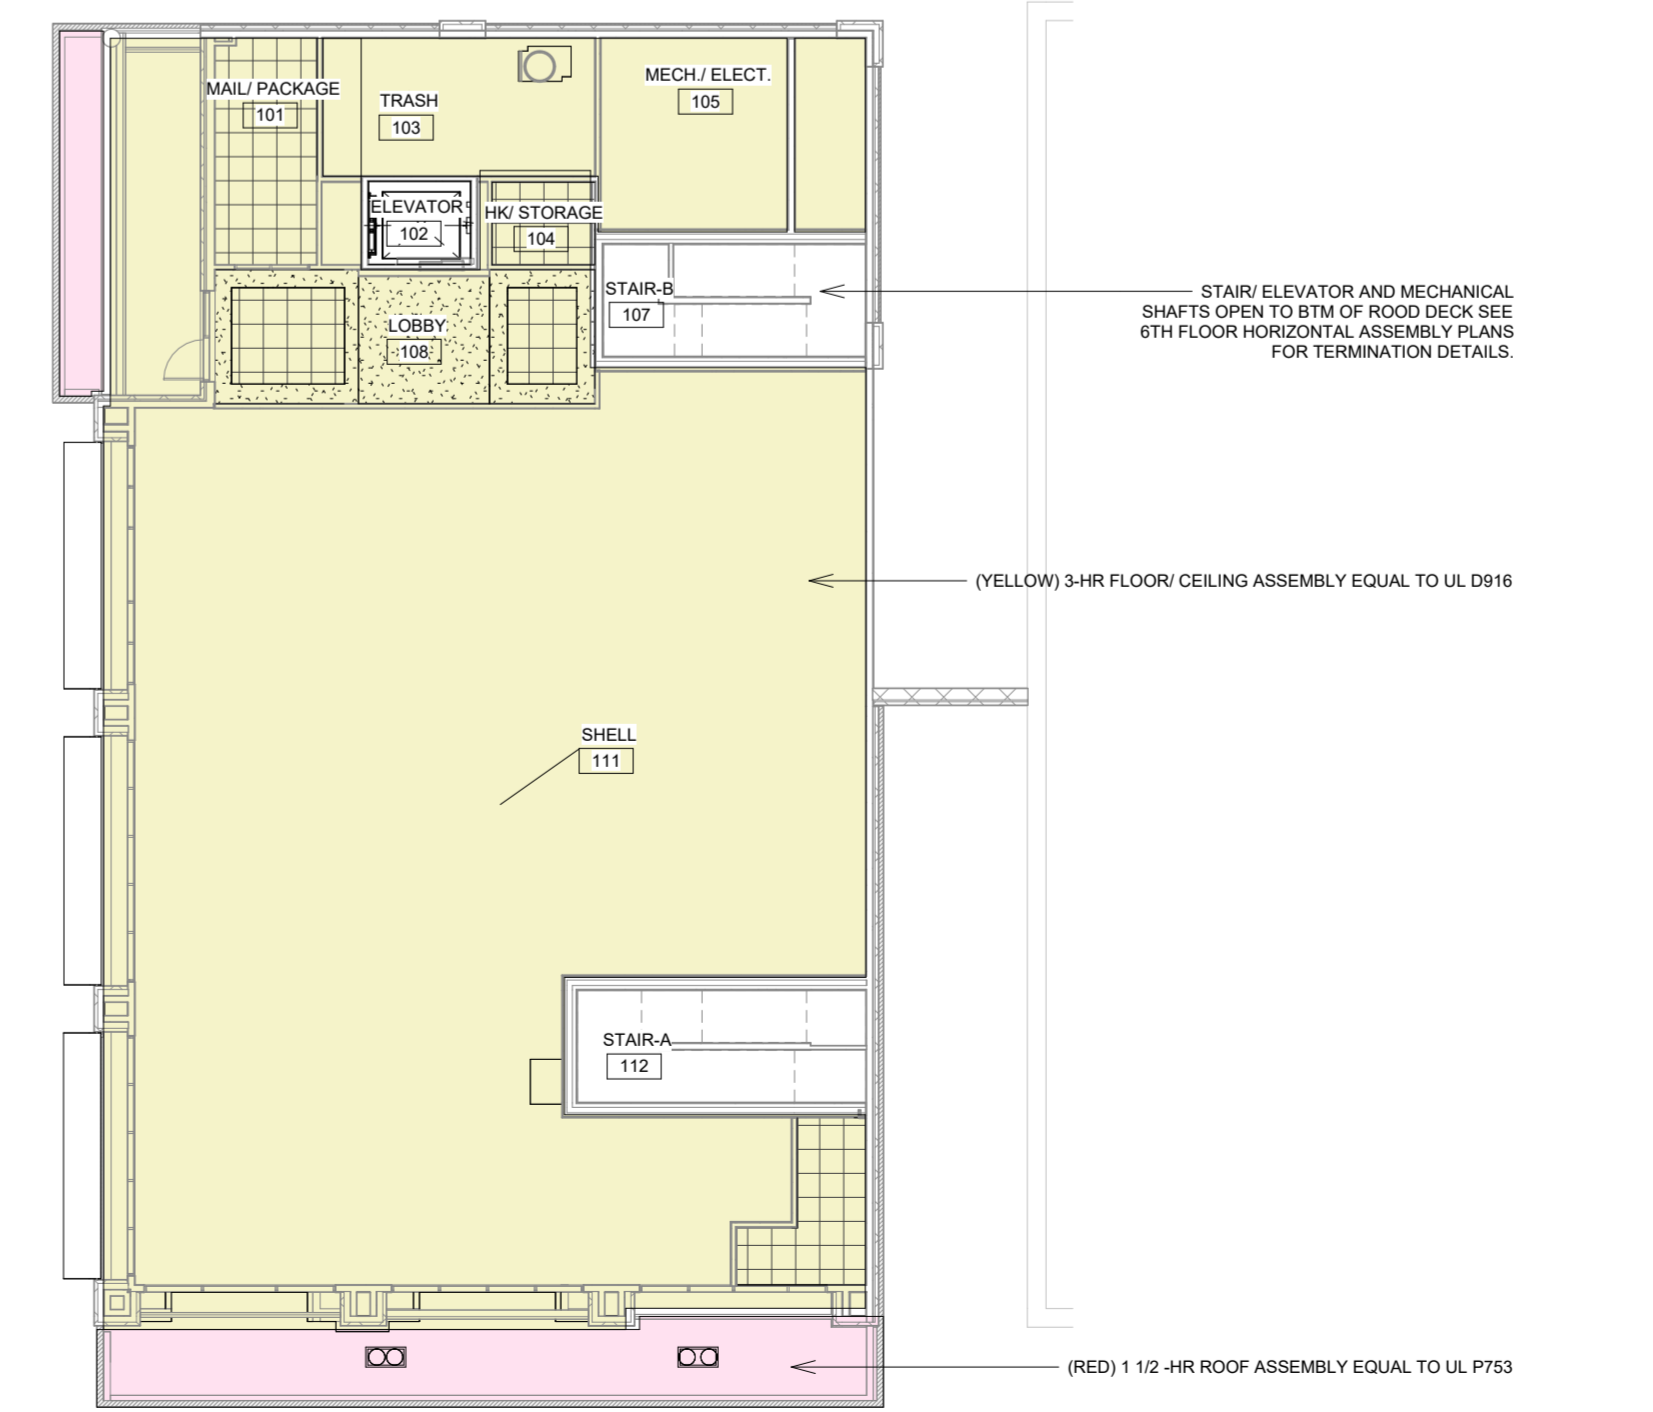 MAIL/ PACKAGE
101
TRASH
103
MECH./ ELECT.
105
ELEVATOR
102
HK/ STORAGE
104
STAIR-B
107
LOBBY
108
STAIR/ ELEVATOR AND MECHANICAL
SHAFTS OPEN TO BTM OF ROOD DECK SEE
6TH FLOOR HORIZONTAL ASSEMBLY PLANS
FOR TERMINATION DETAILS.
(YELLOW) 3-HR FLOOR/ CEILING ASSEMBLY EQUAL TO UL D916
SHELL
111
STAIR-A
112
(RED) 1 1/2 -HR ROOF ASSEMBLY EQUAL TO UL P753